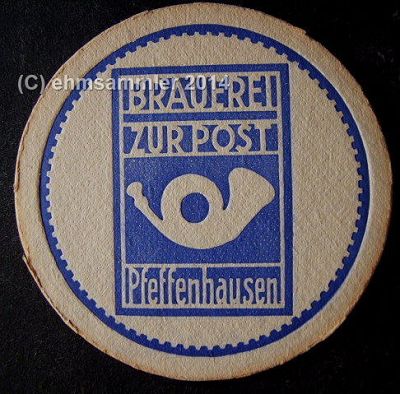 (C) ehmsammler 2014
BRAUEREI
ZUR POST
Pfeffenhausen